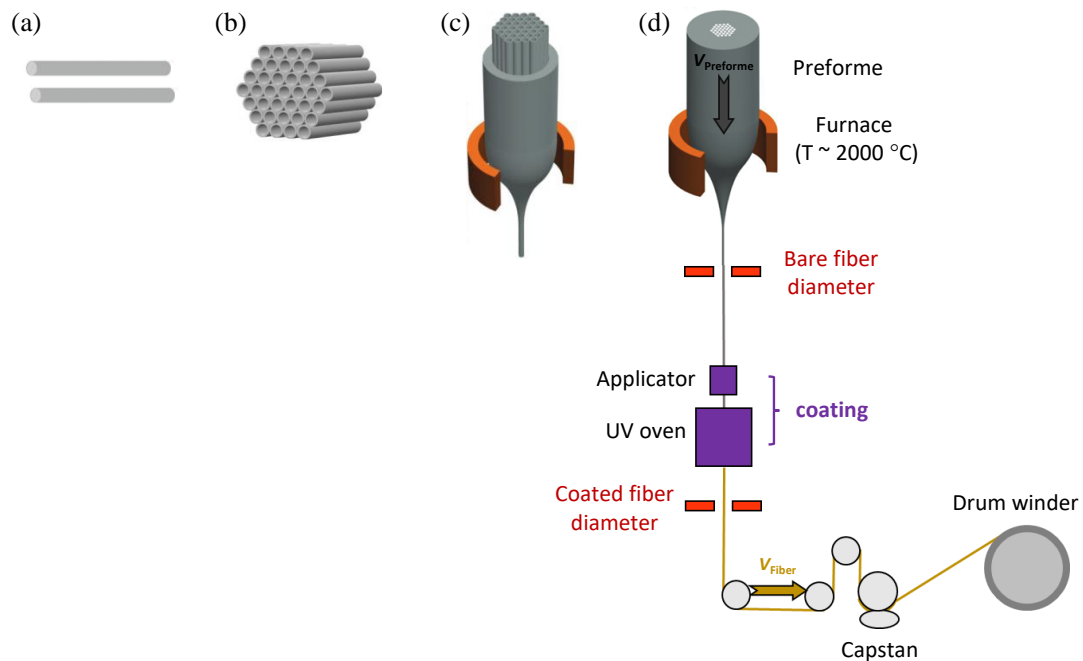 (a)
(b)
(c)
(d)
VPreforme
Preforme
Furnace
(T ~ 2000 °C)
Bare fiber
diameter
Applicator
coating
UV oven
Coated fiber
diameter
Drum winder
VFiber
Capstan